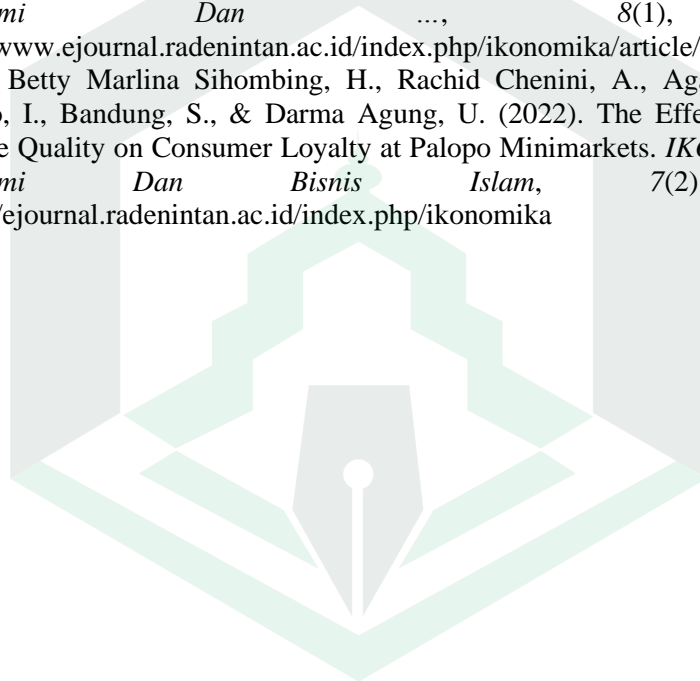 mi Dan ..., 8(1),
www.ejournal.radenintan.ac.id/index.php/ikonomika/article/
Betty Marlina Sihombing, H., Rachid Chenini, A., Aga
, I., Bandung, S., & Darma Agung, U. (2022). The Effe
e Quality on Consumer Loyalty at Palopo Minimarkets. IK
mi Dan Bisnis Islam, 7(2)
/ejournal.radenintan.ac.id/index.php/ikonomika